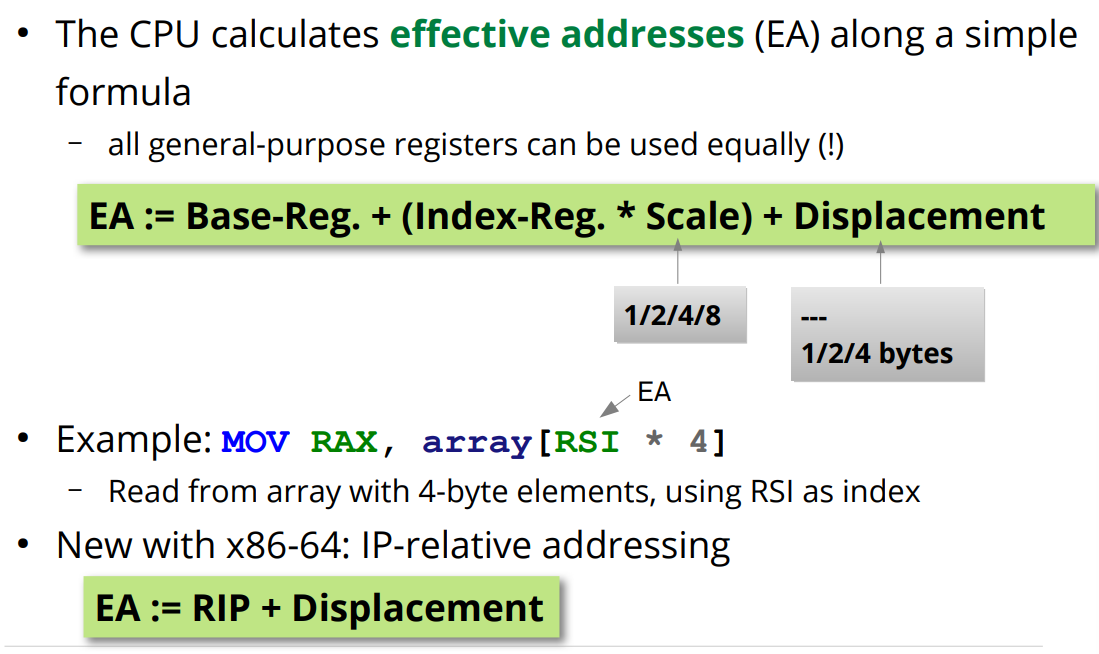 • The CPU calculates effective addresses (EA) along a simple
formula
– all general-purpose registers can be used equally (!)
EA := Base-Reg. + (Index-Reg. * Scale) + Displacement
1/2/4/8
---
1/2/4 bytes
EA
• Example: MOV RAX, array[RSI * 4]
– Read from array with 4-byte elements, using RSI as index
• New with x86-64: IP-relative addressing
EA := RIP + Displacement